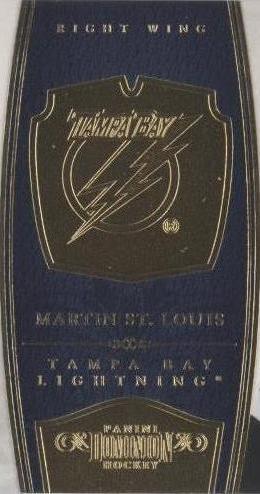 RIGHT WING
TAMPA BAY
MARTIN ST. LOUIS
TAMPA BAY
LIGHTNING
PANINI
DOMINION
HOCKEY